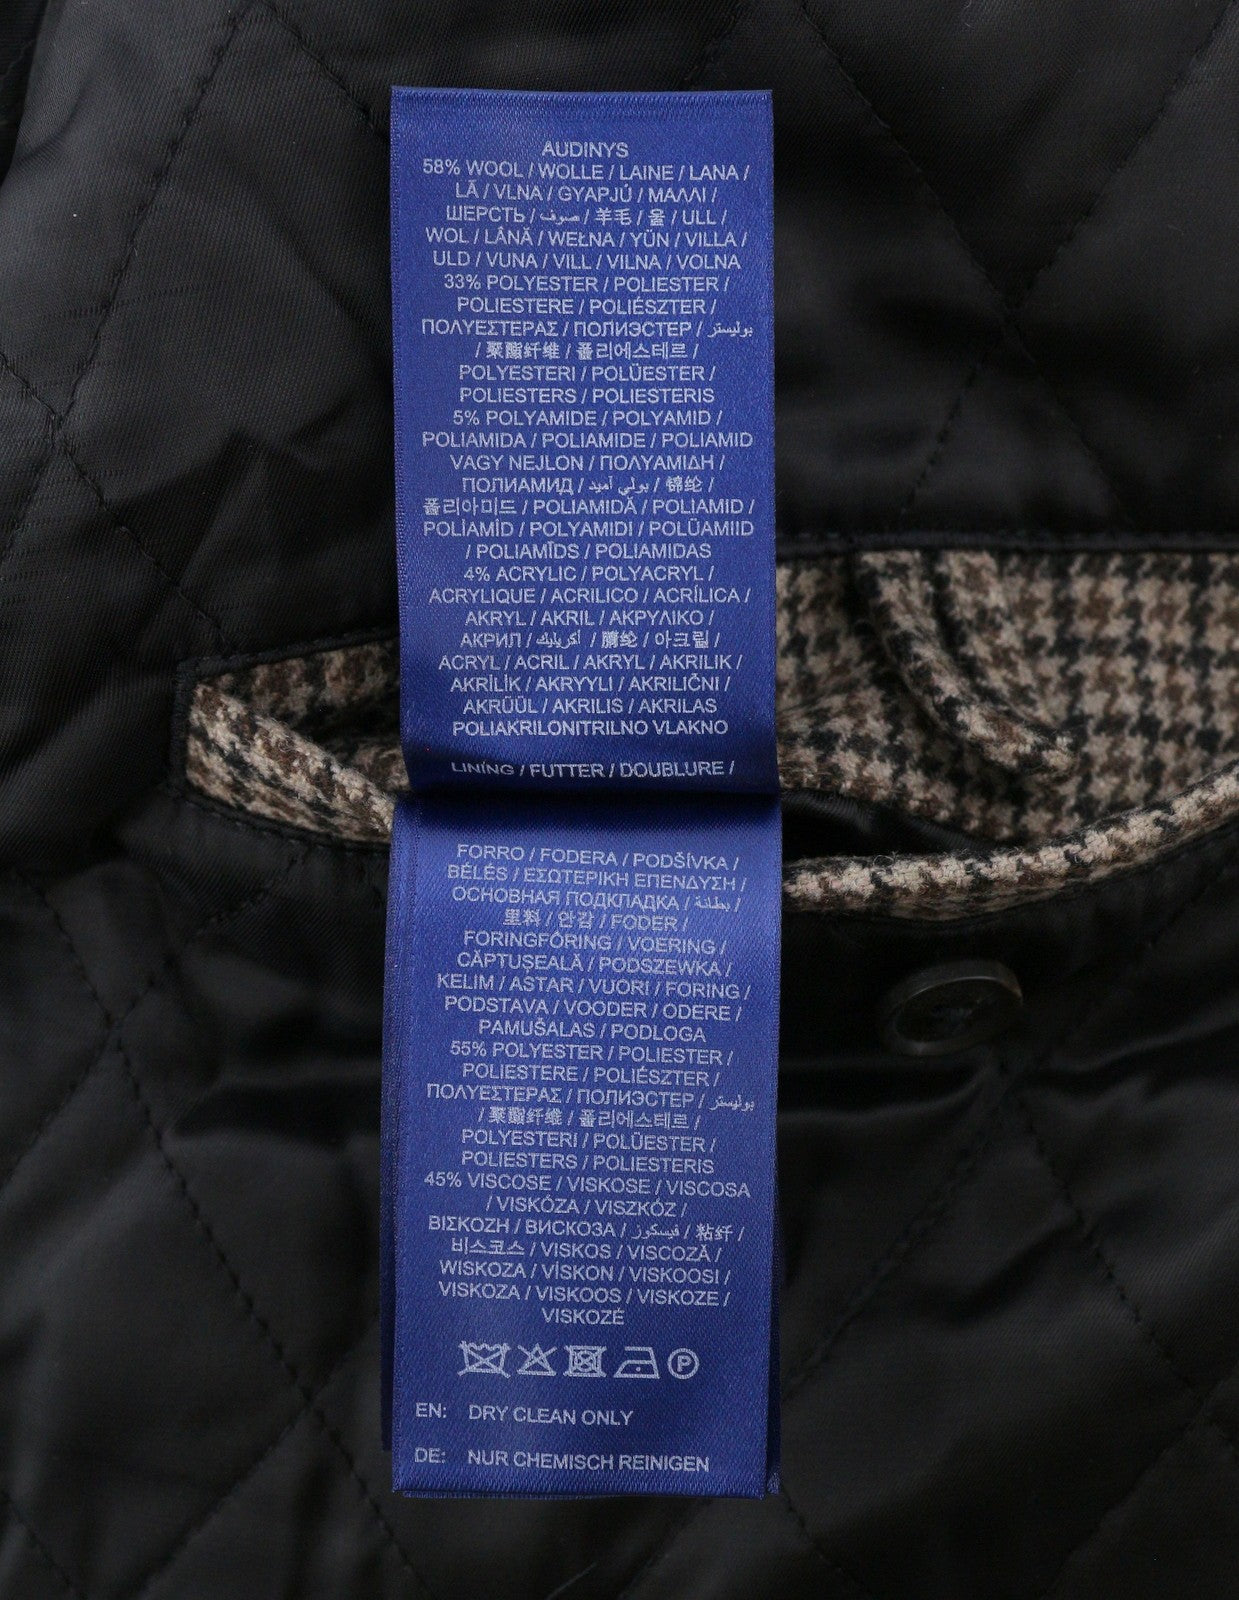 AUDINYS
58% WOOL / WOLLE / LAINE / LANA /
LÃ / VLNA / GYAPJÚ / ΜΑΛΛΙ /
ШЕРСТЬ / صوف / 羊毛 / 울 / ULL /
WOL / LÂNĂ / WEŁNA / YÜN / VILLA /
ULD / VUNA / VILL / VILNA / VOLNA
33% POLYESTER / POLIESTER /
POLIESTERE / POLIÉSZTER /
ΠΟΛΥΕΣΤΕΡΑΣ / ПОЛИЭСТЕР / بوليستر
/ 聚酯纤维 / 폴리에스테르 /
POLYESTERI / POLÜESTER /
POLIESTERS / POLIESTERIS
5% POLYAMIDE / POLYAMID /
POLIAMIDA / POLIAMIDE / POLIAMID
VAGY NEJLON / ΠΟΛΥΑΜΙΔΗ /
ПОЛИАМИД / بولي أميد / 锦纶 /
폴리아미드 / POLIAMIDĂ / POLIAMID /
POLİAMİD / POLYAMIDI / POLÜAMIID
/ POLIAMĪDS / POLIAMIDAS
4% ACRYLIC / POLYACRYL /
ACRYLIQUE / ACRILICO / ACRÍLICA /
AKRYL / AKRIL / ΑΚΡΥΛΙΚΟ /
АКРИЛ / أكريليك / 腈纶 / 아크릴 /
ACRYL / ACRIL / AKRYL / AKRILIK /
AKRİLİK / AKRYYLI / AKRILIČNI /
AKRÜÜL / AKRILIS / AKRILAS
POLIAKRILONITRILNO VLAKNO
LINING / FUTTER / DOUBLURE /
FORRO / FODERA / PODŠÍVKA /
BÉLÉS / ΕΣΩΤΕΡΙΚΗ ΕΠΕΝΔΥΣΗ /
ОСНОВНАЯ ПОДКЛАДКА / بطانة /
里料 / 안감 / FODER /
FORINGFÓRING / VOERING /
CĂPTUȘEALĂ / PODSZEWKA /
KELIM / ASTAR / VUORI / FORING /
PODSTAVA / VOODER / ODERE /
PAMUŠALAS / PODLOGA
55% POLYESTER / POLIESTER /
POLIESTERE / POLIÉSZTER /
ΠΟΛΥΕΣΤΕΡΑΣ / ПОЛИЭСТЕР / بوليستر
/ 聚酯纤维 / 폴리에스테르 /
POLYESTERI / POLÜESTER /
POLIESTERS / POLIESTERIS
45% VISCOSE / VISKOSE / VISCOSA
/ VISKÓZA / VISZKÓZ /
ΒΙΣΚΟΖΗ / ВИСКОЗА / فيسكوز / 粘纤 /
비스코스 / VISKOS / VISCOZĂ /
WISKOZA / VİSKON / VISKOOSI /
VISKOZA / VISKOOS / VISKOZE /
VISKOZĖ
P
EN: DRY CLEAN ONLY
DE: NUR CHEMISCH REINIGEN